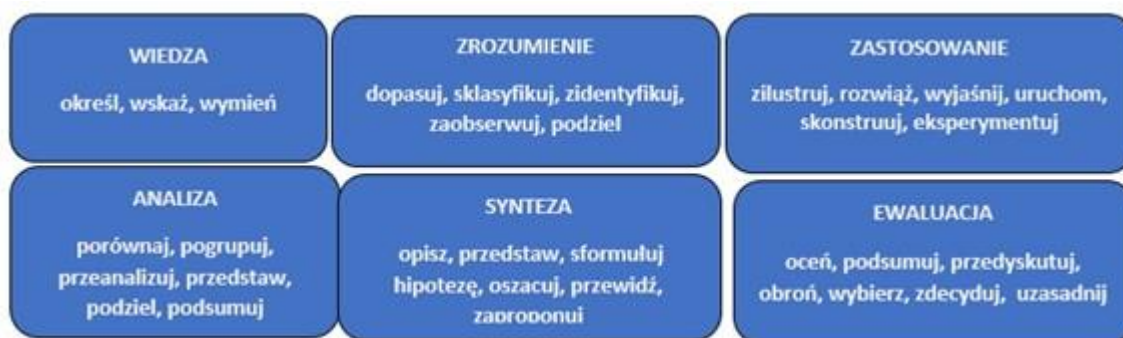 WIEDZA
określ, wskaż, wymień
ZROZUMIENIE
dopasuj, sklasyfikuj, zidentyfikuj,
zaobserwuj, podziel
ZASTOSOWANIE
zilustruj, rozwiąż, wyjaśnij, uruchom,
skonstruuj, eksperymentuj
ANALIZA
porównaj, pogrupuj,
przeanalizuj, przedstaw,
podziel, podsumuj
SYNTEZA
opisz, przedstaw, sformułuj
hipotezę, oszacuj, przewidź,
zaproponuj
EWALUACJA
oceń, podsumuj, przedyskutuj,
obroń, wybierz, zdecyduj, uzasadnij